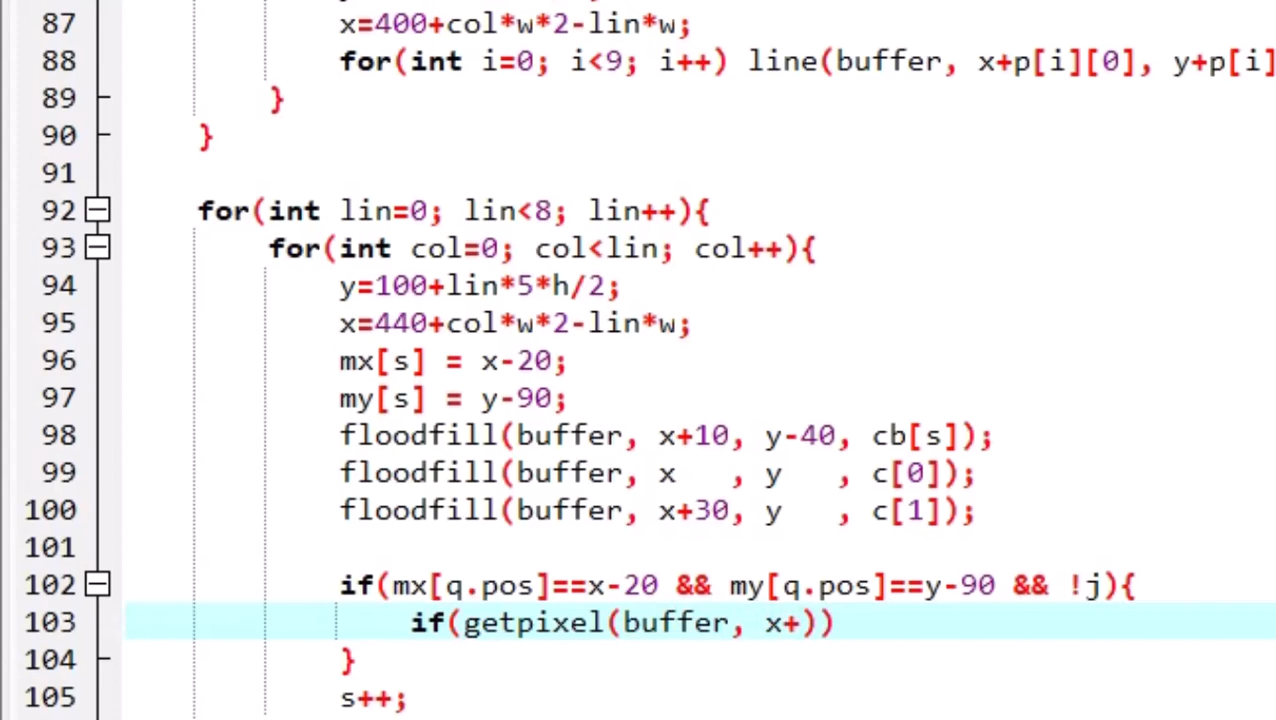 87 x=400+col*w*2-lin*w;
88 for(int i=0; i<9; i++) line(buffer, x+p[i][0], y+p[i]
89 }
90 }
91
92 for(int lin=0; lin<8; lin++){
93 for(int col=0; col<lin; col++){
94 y=100+lin*5*h/2;
95 x=440+col*w*2-lin*w;
96 mx[s] = x-20;
97 my[s] = y-90;
98 floodfill(buffer, x+10, y-40, cb[s]);
99 floodfill(buffer, x   , y   , c[0]);
100 floodfill(buffer, x+30, y   , c[1]);
101
102 if(mx[q.pos]==x-20 && my[q.pos]==y-90 && !j){
103 if(getpixel(buffer, x+))
104 }
105 s++;